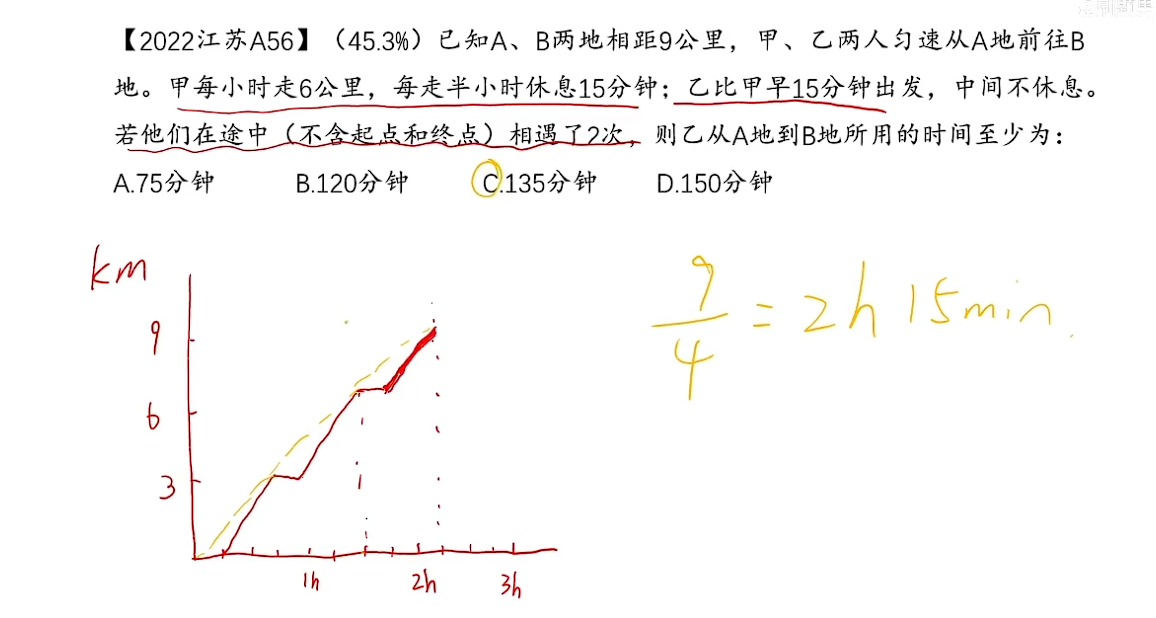 【2022江苏A56】（45.3%）已知A、B两地相距9公里，甲、乙两人匀速从A地前往B
地。甲每小时走6公里，每走半小时休息15分钟；乙比甲早15分钟出发，中间不休息。
若他们在途中（不含起点和终点）相遇了2次，则乙从A地到B地所用的时间至少为：
A.75分钟 B.120分钟 C.135分钟 D.150分钟
km
9
6
3
1h 2h 3h
9/4 = 2h 15min.